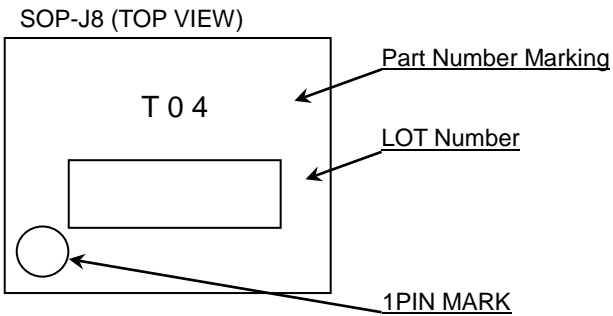 SOP-J8 (TOP VIEW)
Part Number Marking
T 0 4
LOT Number
1PIN MARK